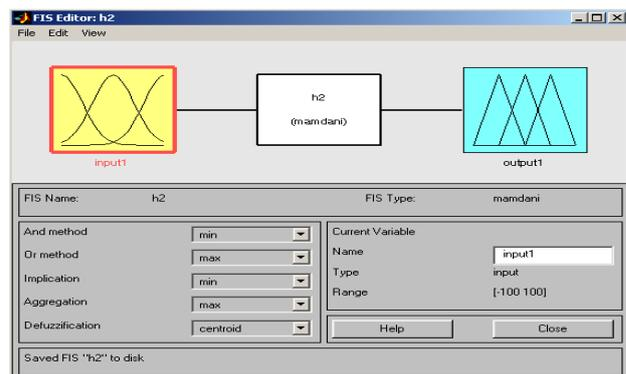 FIS Editor: h2
File Edit View
h2
(mamdani)
input1
output1
FIS Name: h2
FIS Type: mamdani
And method min
Or method max
Implication min
Aggregation max
Defuzzification centroid
Current Variable
Name input1
Type input
Range [-100 100]
Help Close
Saved FIS "h2" to disk